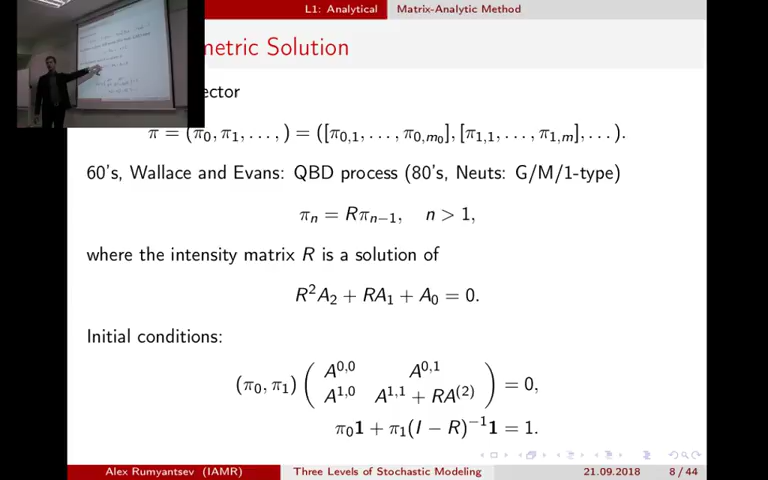 L1: Analytical Matrix-Analytic Method
metric Solution
ector
π = (π₀, π₁, . . . , ) = ([π₀,₁, . . . , π₀,ₘ₀], [π₁,₁, . . . , π₁,ₘ], . . . ).
60's, Wallace and Evans: QBD process (80's, Neuts: G/M/1-type)
πₙ = Rπₙ₋₁, n > 1,
where the intensity matrix R is a solution of
R²A₂ + RA₁ + A₀ = 0.
Initial conditions:
(π₀, π₁) ( A⁰,⁰ A⁰,¹
A¹,⁰ A¹,¹ + RA⁽²⁾ ) = 0,
π₀1 + π₁(I − R)⁻¹1 = 1.
Alex Rumyantsev (IAMR) Three Levels of Stochastic Modeling 21.09.2018 8 / 44